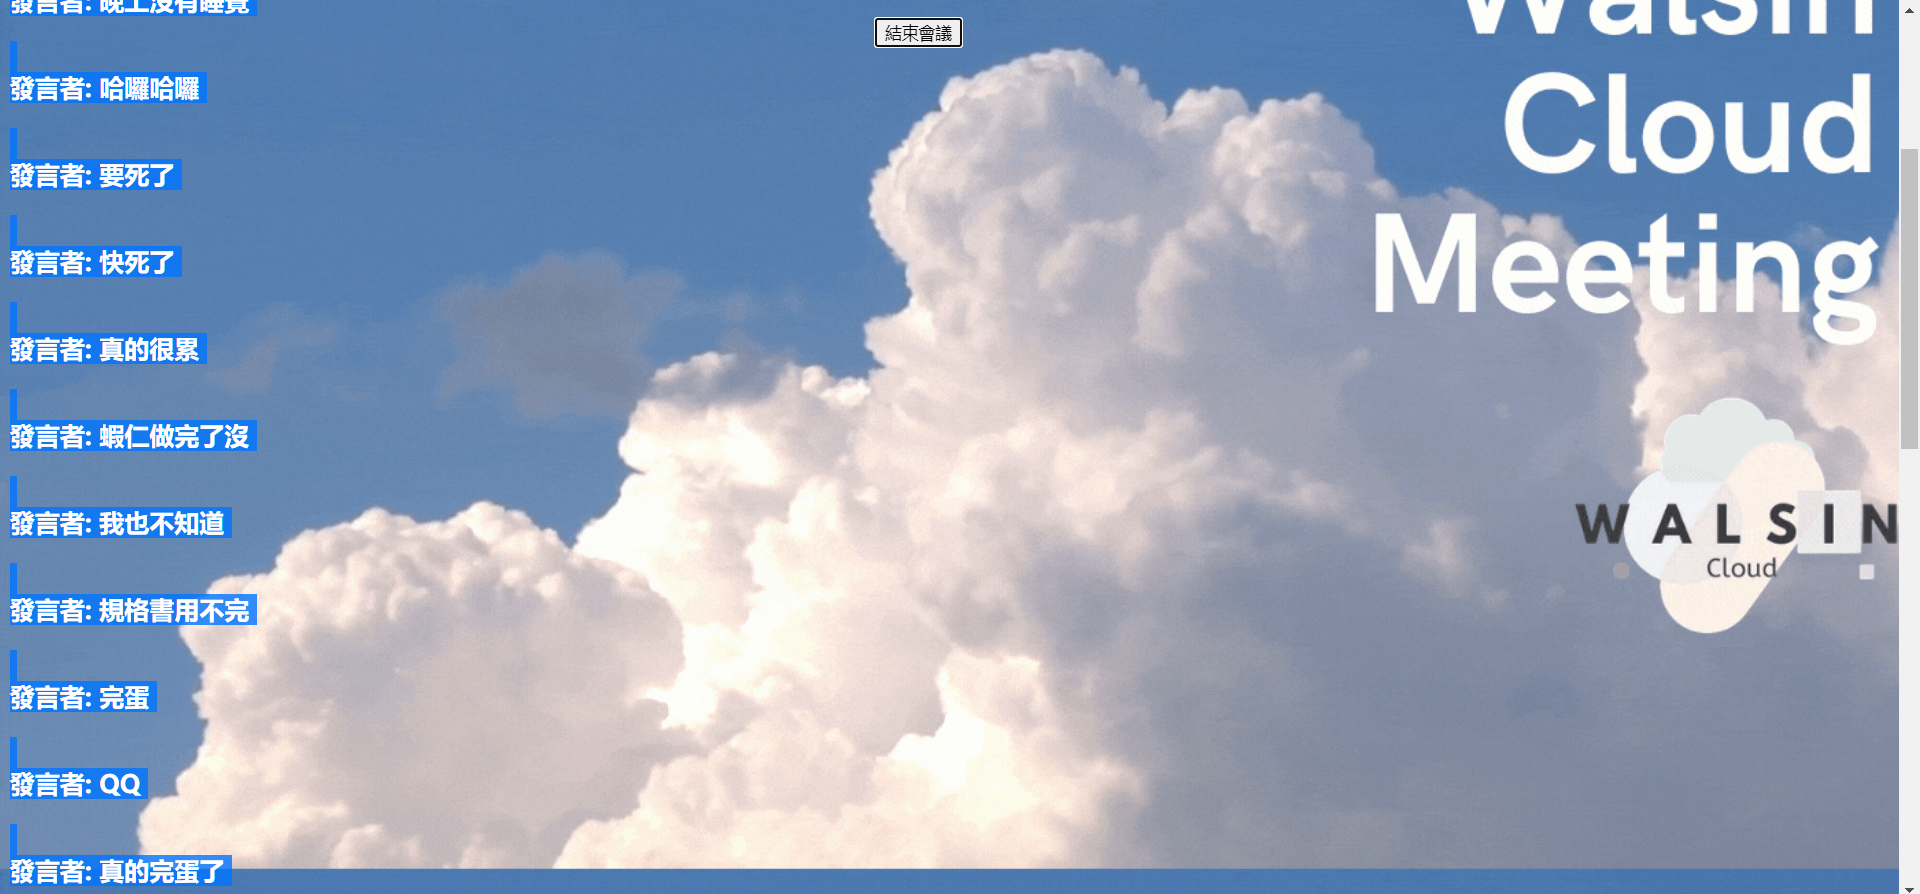 發言者: 晚上沒有睡覺
結束會議
發言者: 哈囉哈囉
發言者: 要死了
發言者: 快死了
發言者: 真的很累
發言者: 蝦仁做完了沒
發言者: 我也不知道
發言者: 規格書用不完
發言者: 完蛋
發言者: QQ
發言者: 真的完蛋了
Walsin
Cloud
Meeting
WALSIN
Cloud